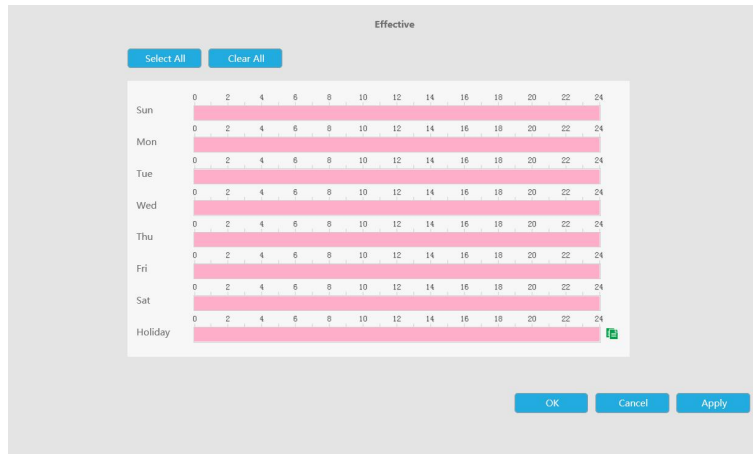 Effective
Select All Clear All
0 2 4 6 8 10 12 14 16 18 20 22 24
Sun
0 2 4 6 8 10 12 14 16 18 20 22 24
Mon
0 2 4 6 8 10 12 14 16 18 20 22 24
Tue
0 2 4 6 8 10 12 14 16 18 20 22 24
Wed
0 2 4 6 8 10 12 14 16 18 20 22 24
Thu
0 2 4 6 8 10 12 14 16 18 20 22 24
Fri
0 2 4 6 8 10 12 14 16 18 20 22 24
Sat
0 2 4 6 8 10 12 14 16 18 20 22 24
Holiday
OK Cancel Apply